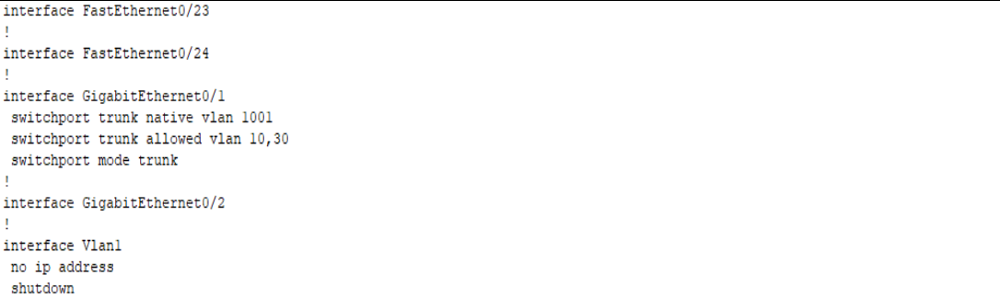 interface FastEthernet0/23
!
interface FastEthernet0/24
!
interface GigabitEthernet0/1
 switchport trunk native vlan 1001
 switchport trunk allowed vlan 10,30
 switchport mode trunk
!
interface GigabitEthernet0/2
!
interface Vlan1
 no ip address
 shutdown